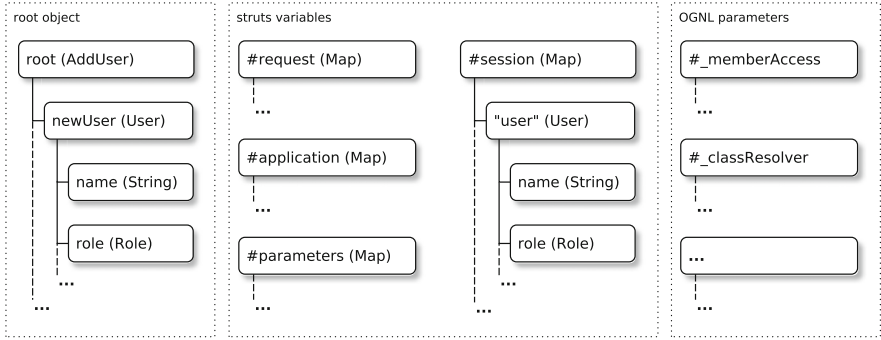 root object
root (AddUser)
newUser (User)
name (String)
role (Role)
...
...
struts variables
#request (Map)
...
#application (Map)
...
#parameters (Map)
...
#session (Map)
"user" (User)
name (String)
role (Role)
...
...
OGNL parameters
#_memberAccess
...
#_classResolver
...
...
...